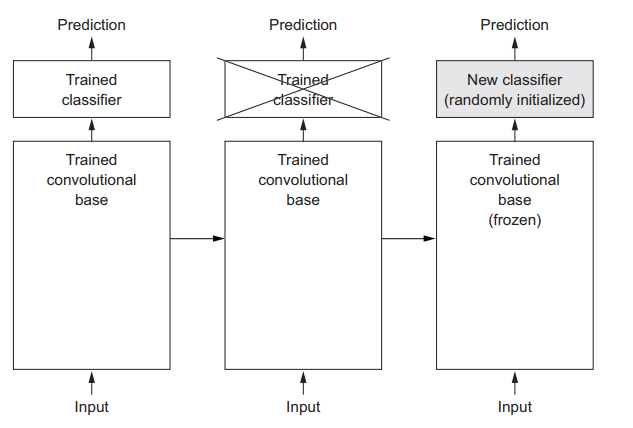 Prediction
Trained
classifier
Trained
convolutional
base
Input
Prediction
Trained
classifier
Trained
convolutional
base
Input
Prediction
New classifier
(randomly initialized)
Trained
convolutional
base
(frozen)
Input